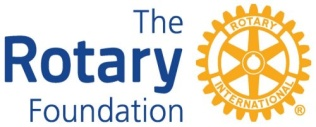 The
Rotary
Foundation
ROTARY
INTERNATIONAL
®